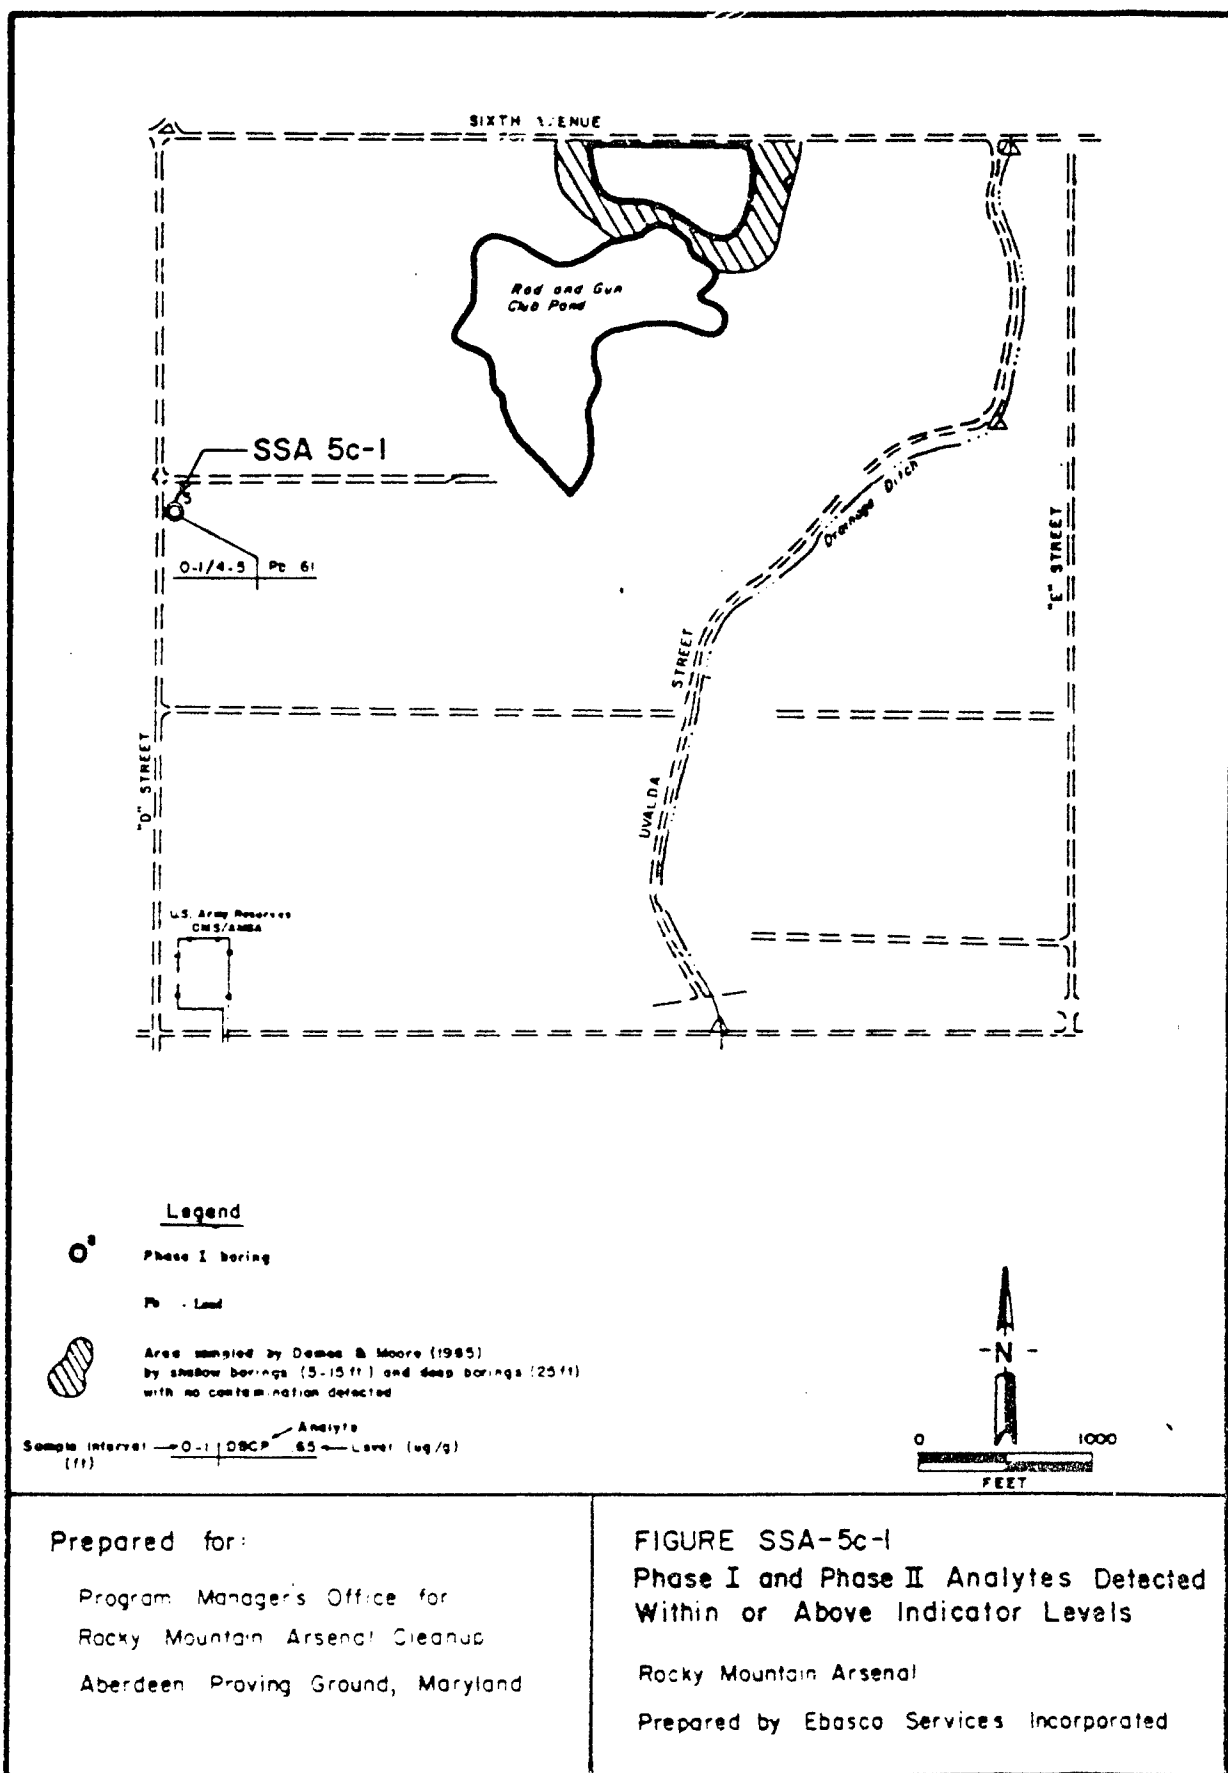 SIXTH AVENUE
Rod and Gun
Club Pond
SSA 5c-1
0-1/4-5 Pb 61
Drainage Ditch
"E" STREET
UVALDA STREET
"D" STREET
U.S. Army Reserves
Legend
Phase I boring
Pb - Lead
Area sampled by Dames & Moore (1985)
by shallow borings (5-15 ft) and deep borings (25 ft)
with no contamination detected
Analyte
Sample Interval 0-1 DBCP .65 Level (ug/g)
(ft)
N
0 1000
FEET
Prepared for:
Program Manager's Office for
Rocky Mountain Arsenal Cleanup
Aberdeen Proving Ground, Maryland
FIGURE SSA-5c-1
Phase I and Phase II Analytes Detected
Within or Above Indicator Levels
Rocky Mountain Arsenal
Prepared by Ebasco Services Incorporated